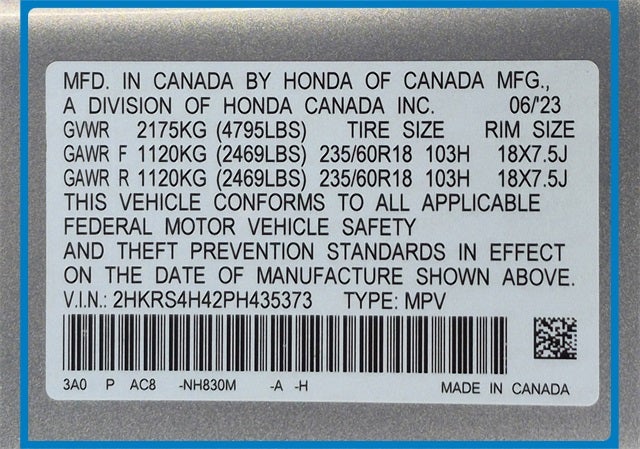 MFD. IN CANADA BY HONDA OF CANADA MFG.,
A DIVISION OF HONDA CANADA INC. 06/'23
GVWR 2175KG (4795LBS) TIRE SIZE RIM SIZE
GAWR F 1120KG (2469LBS) 235/60R18 103H 18X7.5J
GAWR R 1120KG (2469LBS) 235/60R18 103H 18X7.5J
THIS VEHICLE CONFORMS TO ALL APPLICABLE
FEDERAL MOTOR VEHICLE SAFETY
AND THEFT PREVENTION STANDARDS IN EFFECT
ON THE DATE OF MANUFACTURE SHOWN ABOVE.
V.I.N.: 2HKRS4H42PH435373 TYPE: MPV
3A0 P AC8 -NH830M -A -H MADE IN CANADA